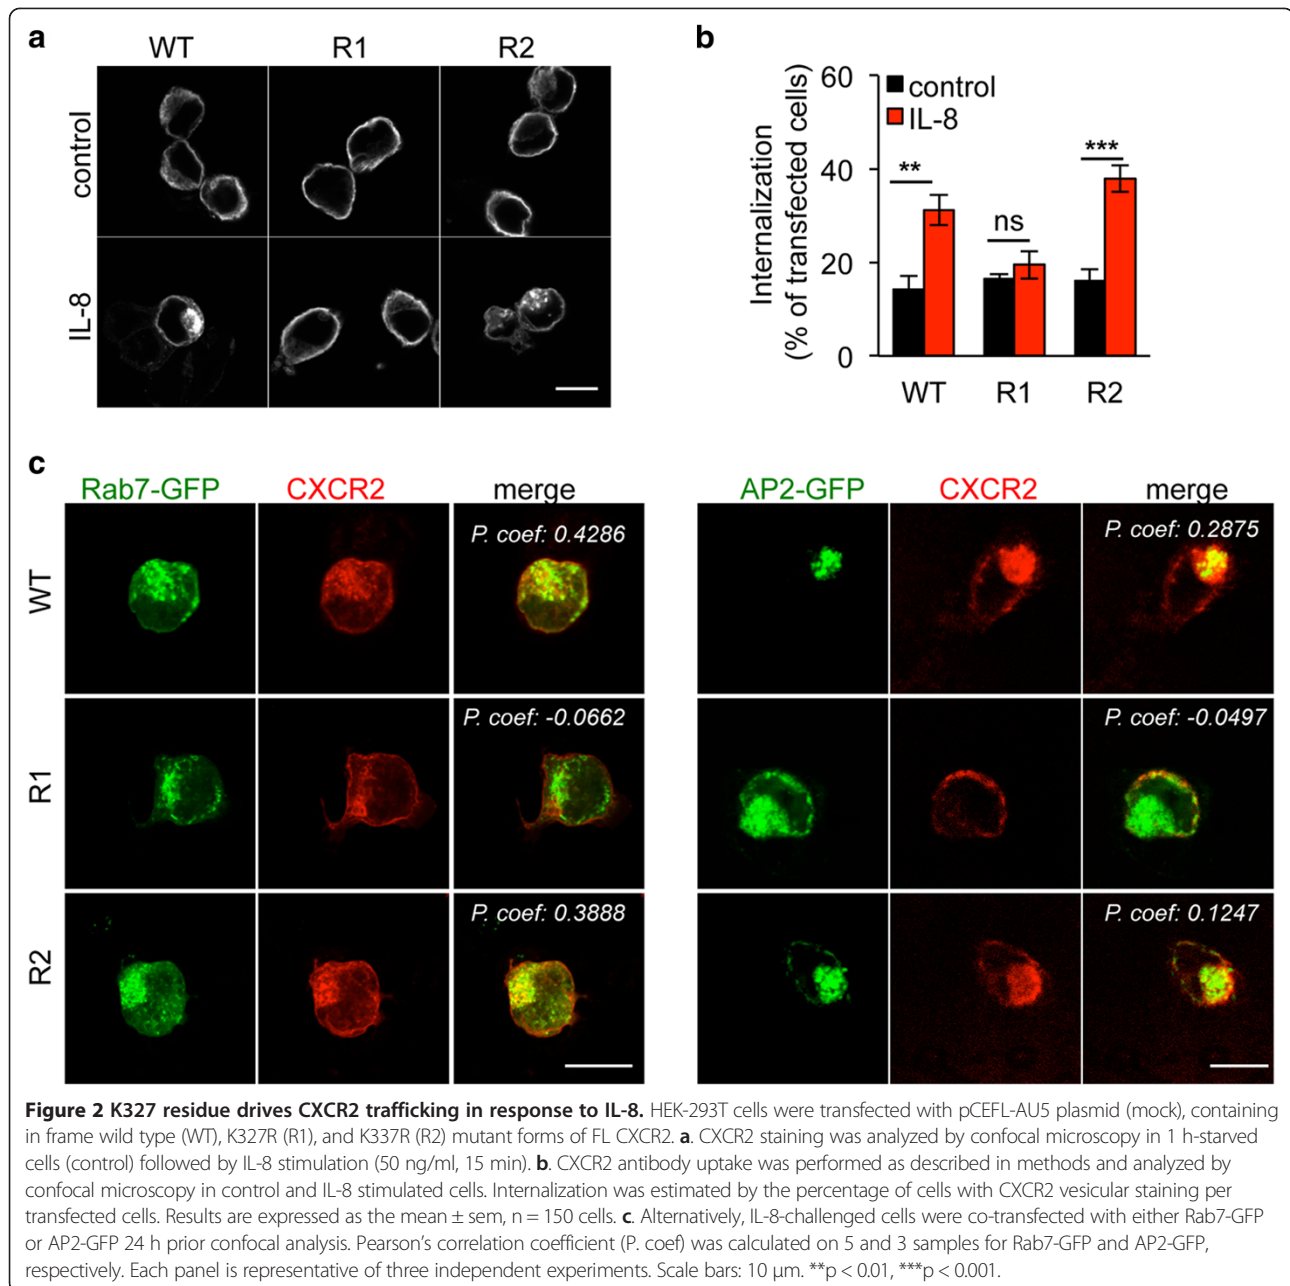 a
WT R1 R2
control
IL-8
b
Internalization
(% of transfected cells)
60
40
20
0
control
IL-8
**
ns
***
WT R1 R2
c
Rab7-GFP CXCR2 merge AP2-GFP CXCR2 merge
WT
P. coef: 0.4286
P. coef: 0.2875
R1
P. coef: -0.0662
P. coef: -0.0497
R2
P. coef: 0.3888
P. coef: 0.1247
Figure 2 K327 residue drives CXCR2 trafficking in response to IL-8. HEK-293T cells were transfected with pCEFL-AU5 plasmid (mock), containing
in frame wild type (WT), K327R (R1), and K337R (R2) mutant forms of FL CXCR2. a. CXCR2 staining was analyzed by confocal microscopy in 1 h-starved
cells (control) followed by IL-8 stimulation (50 ng/ml, 15 min). b. CXCR2 antibody uptake was performed as described in methods and analyzed by
confocal microscopy in control and IL-8 stimulated cells. Internalization was estimated by the percentage of cells with CXCR2 vesicular staining per
transfected cells. Results are expressed as the mean ± sem, n = 150 cells. c. Alternatively, IL-8-challenged cells were co-transfected with either Rab7-GFP
or AP2-GFP 24 h prior confocal analysis. Pearson's correlation coefficient (P. coef) was calculated on 5 and 3 samples for Rab7-GFP and AP2-GFP,
respectively. Each panel is representative of three independent experiments. Scale bars: 10 μm. **p < 0.01, ***p < 0.001.